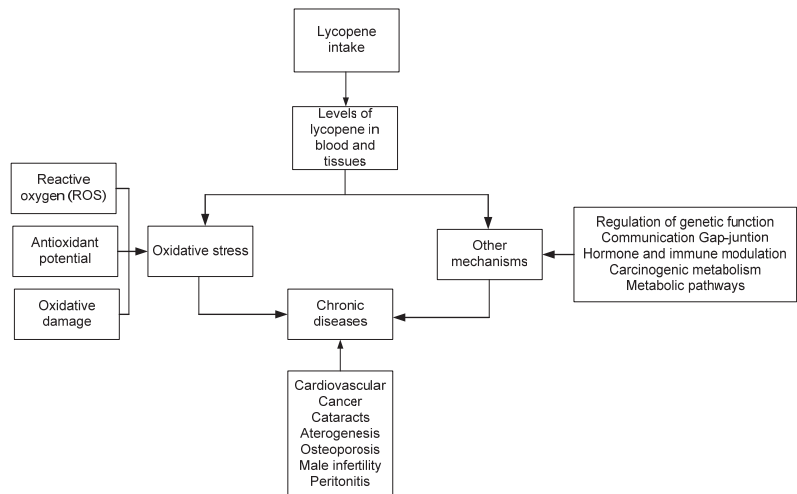 Lycopene
intake
Levels of
lycopene in
blood and
tissues
Reactive
oxygen (ROS)
Antioxidant
potential
Oxidative
damage
Oxidative stress
Other
mechanisms
Regulation of genetic function
Communication Gap-juntion
Hormone and immune modulation
Carcinogenic metabolism
Metabolic pathways
Chronic
diseases
Cardiovascular
Cancer
Cataracts
Aterogenesis
Osteoporosis
Male infertility
Peritonitis